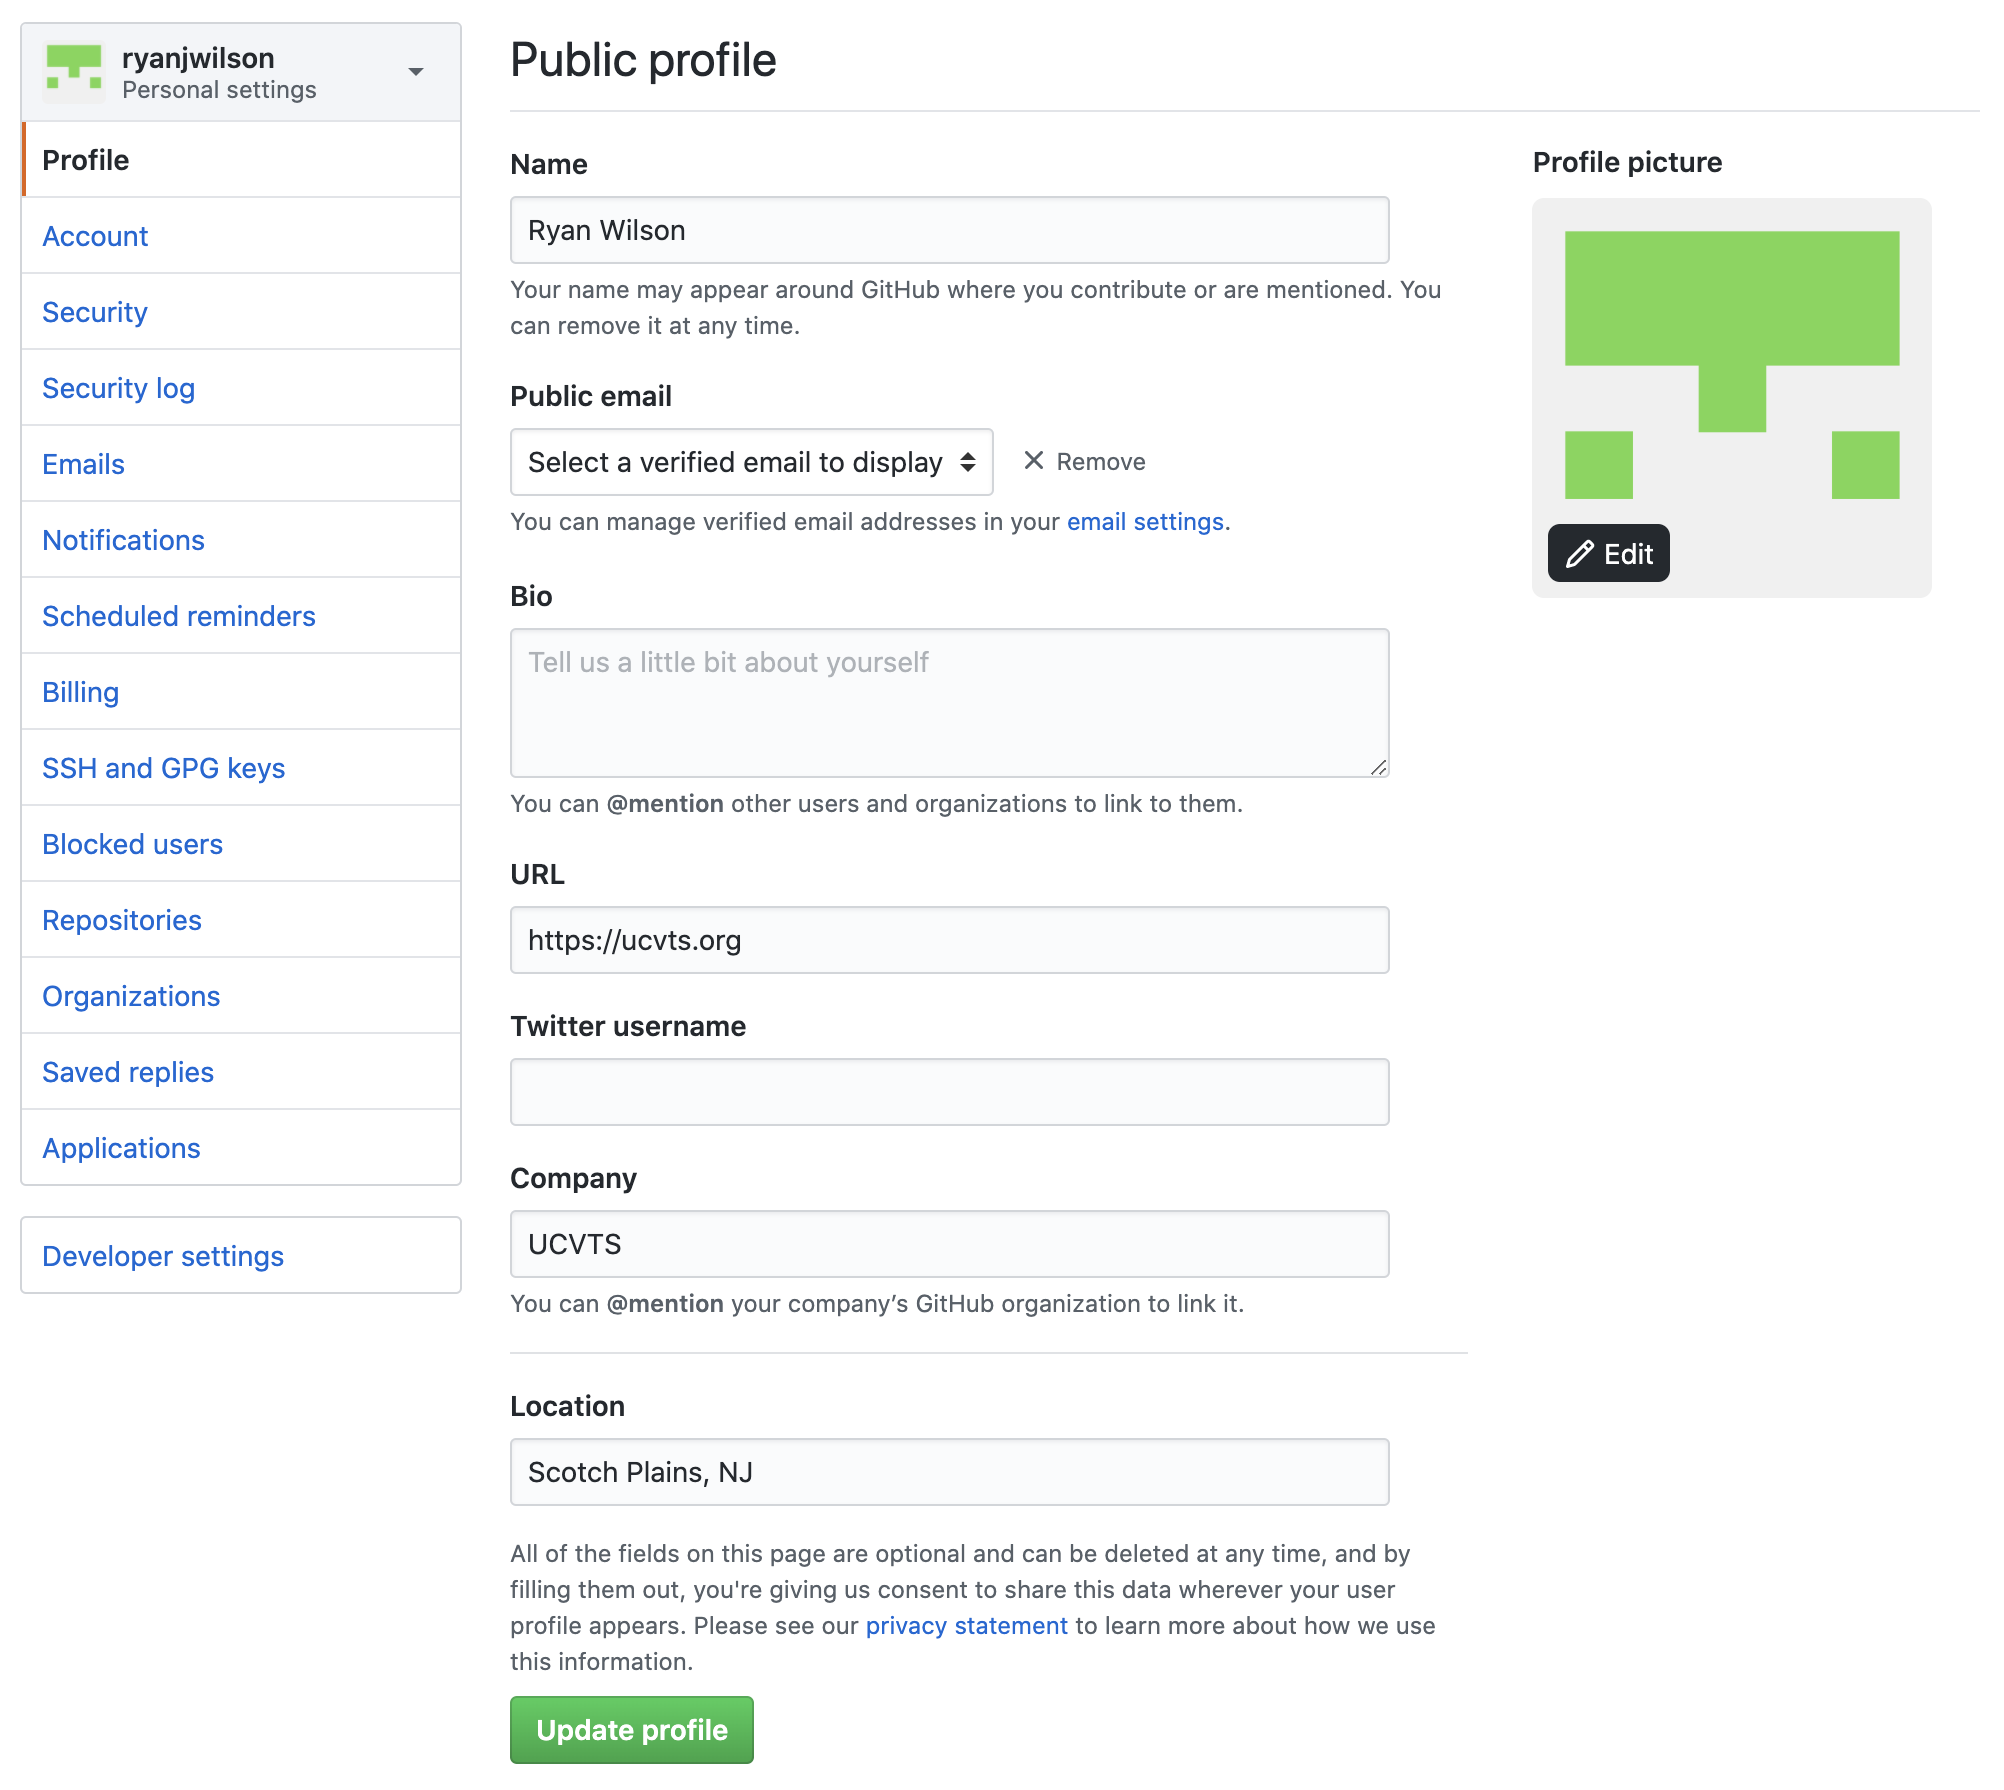 ryanjwilson
Personal settings
Profile
Account
Security
Security log
Emails
Notifications
Scheduled reminders
Billing
SSH and GPG keys
Blocked users
Repositories
Organizations
Saved replies
Applications
Developer settings
Public profile
Name
Ryan Wilson
Your name may appear around GitHub where you contribute or are mentioned. You
can remove it at any time.
Public email
Select a verified email to display
Remove
You can manage verified email addresses in your email settings.
Bio
Tell us a little bit about yourself
You can @mention other users and organizations to link to them.
URL
https://ucvts.org
Twitter username
Company
UCVTS
You can @mention your company’s GitHub organization to link it.
Location
Scotch Plains, NJ
All of the fields on this page are optional and can be deleted at any time, and by
filling them out, you're giving us consent to share this data wherever your user
profile appears. Please see our privacy statement to learn more about how we use
this information.
Update profile
Profile picture
Edit